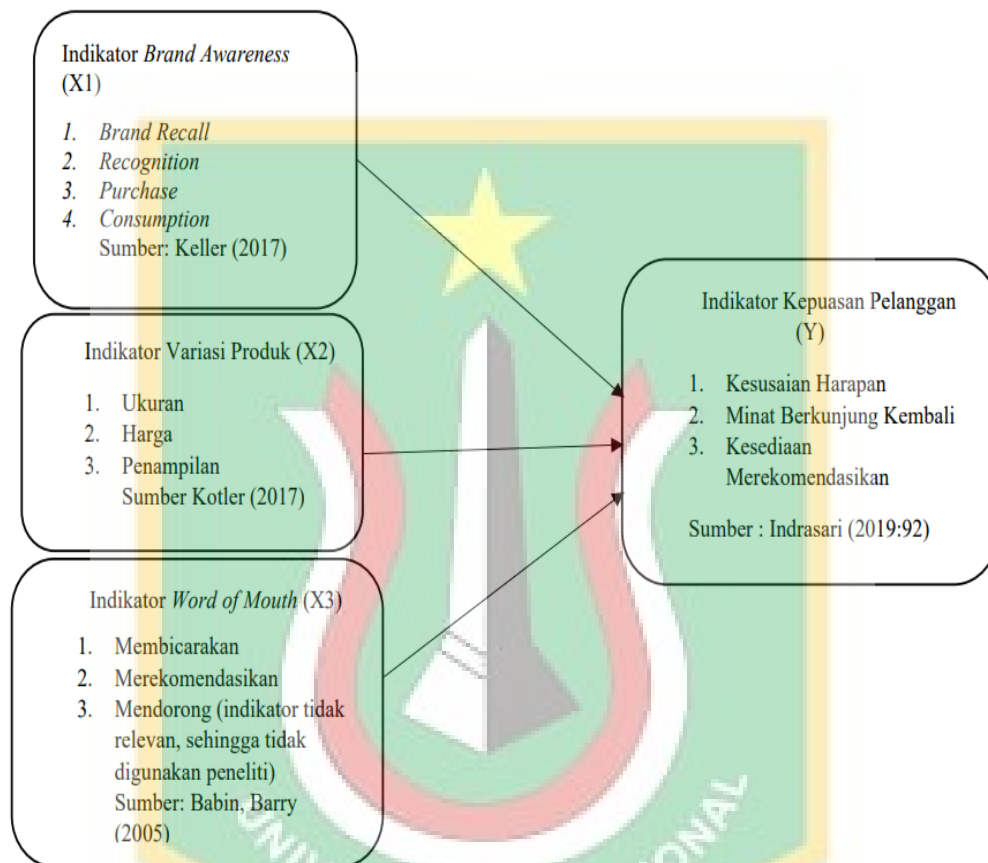 Indikator Brand Awareness
(X1)
1. Brand Recall
2. Recognition
3. Purchase
4. Consumption
Sumber: Keller (2017)
Indikator Variasi Produk (X2)
1. Ukuran
2. Harga
3. Penampilan
Sumber Kotler (2017)
Indikator Word of Mouth (X3)
1. Membicarakan
2. Merekomendasikan
3. Mendorong (indikator tidak
relevan, sehingga tidak
digunakan peneliti)
Sumber: Babin, Barry
(2005)
Indikator Kepuasan Pelanggan
(Y)
1. Kesusaian Harapan
2. Minat Berkunjung Kembali
3. Kesediaan
Merekomendasikan
Sumber : Indrasari (2019:92)